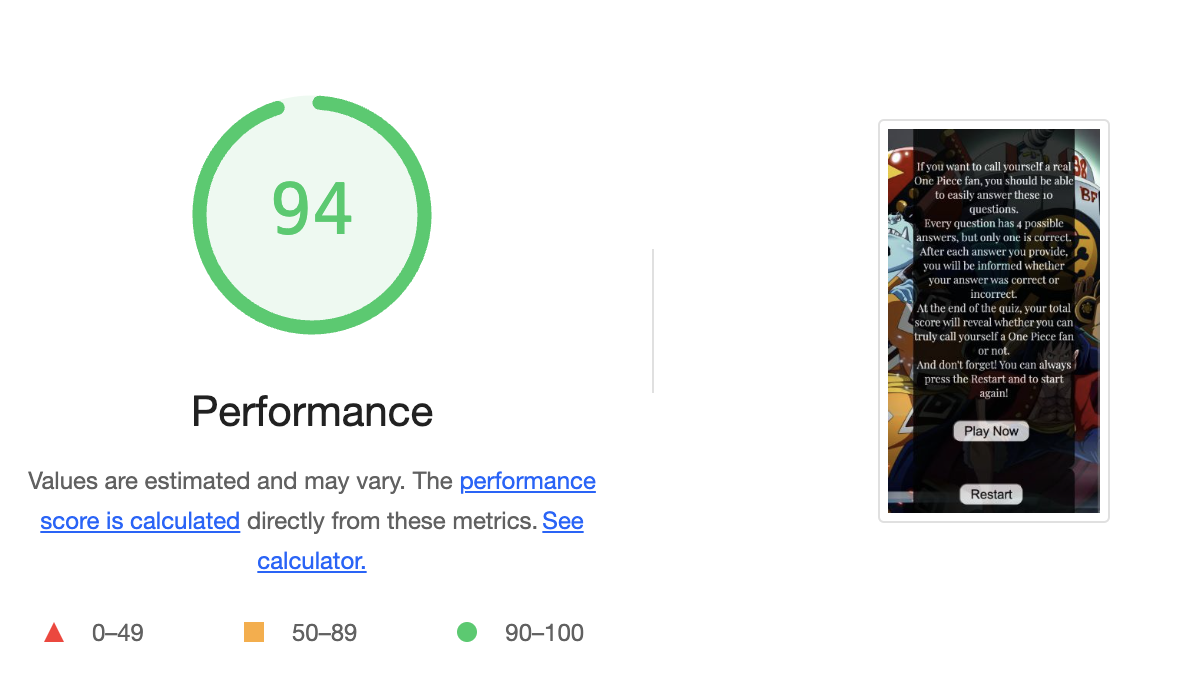 94
Performance
Values are estimated and may vary. The performance
score is calculated directly from these metrics. See
calculator.
0–49
50–89
90–100
If you want to call yourself a real
One Piece fan, you should be able
to easily answer these 10
questions.
Every question has 4 possible
answers, but only one is correct.
After each answer you provide,
you will be informed whether
your answer was correct or
incorrect.
At the end of the quiz, your total
score will reveal whether you can
truly call yourself a One Piece fan
or not.
And don't forget! You can always
press the Restart and to start
again!
Play Now
Restart